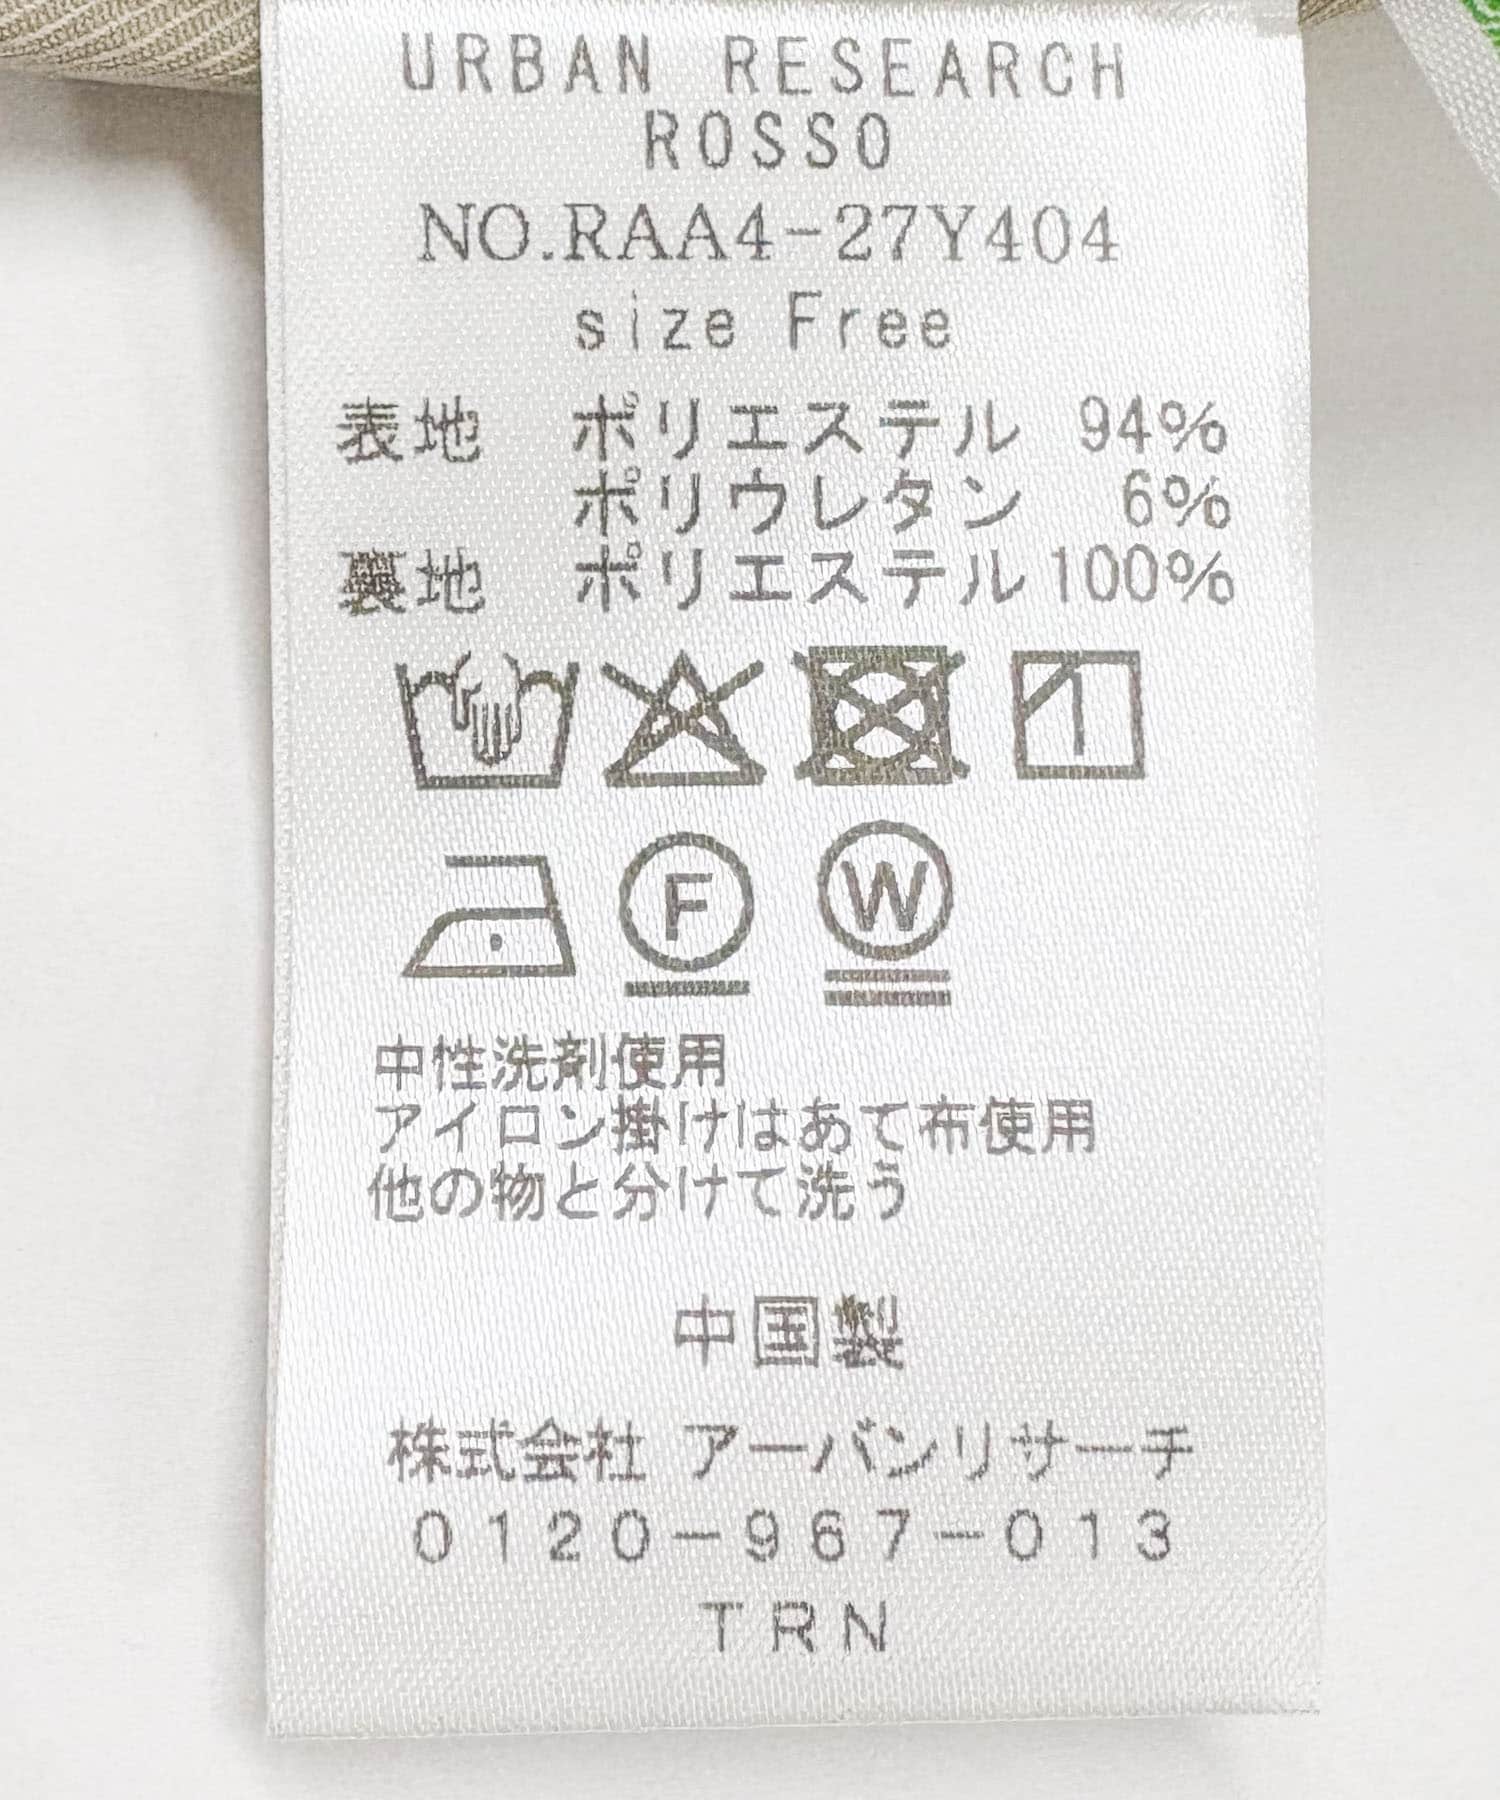 URBAN RESEARCH
ROSSO
NO.RAA4-27Y404
size Free
表地 ポリエステル 94%
ポリウレタン 6%
裏地 ポリエステル 100%
F W
中性洗剤使用
アイロン掛けはあて布使用
他の物と分けて洗う
中国製
株式会社 アーバンリサーチ
0120-967-013
TRN